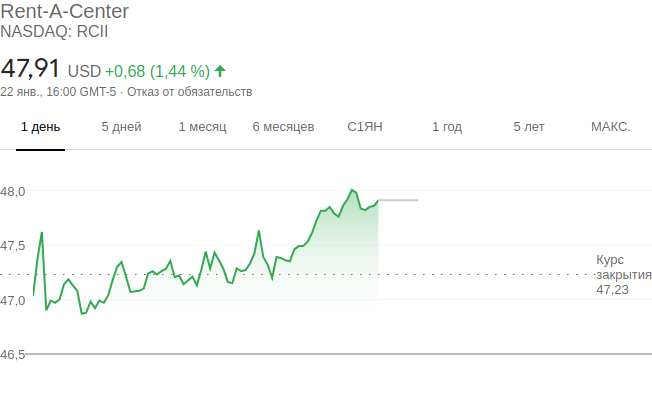 Rent-A-Center
NASDAQ: RCII
47,91 USD +0,68 (1,44 %)
22 янв., 16:00 GMT-5 · Отказ от обязательств
1 день 5 дней 1 месяц 6 месяцев С1ЯН 1 год 5 лет МАКС.
48,0
47,5
Курс
закрытия
47,23
47,0
46,5